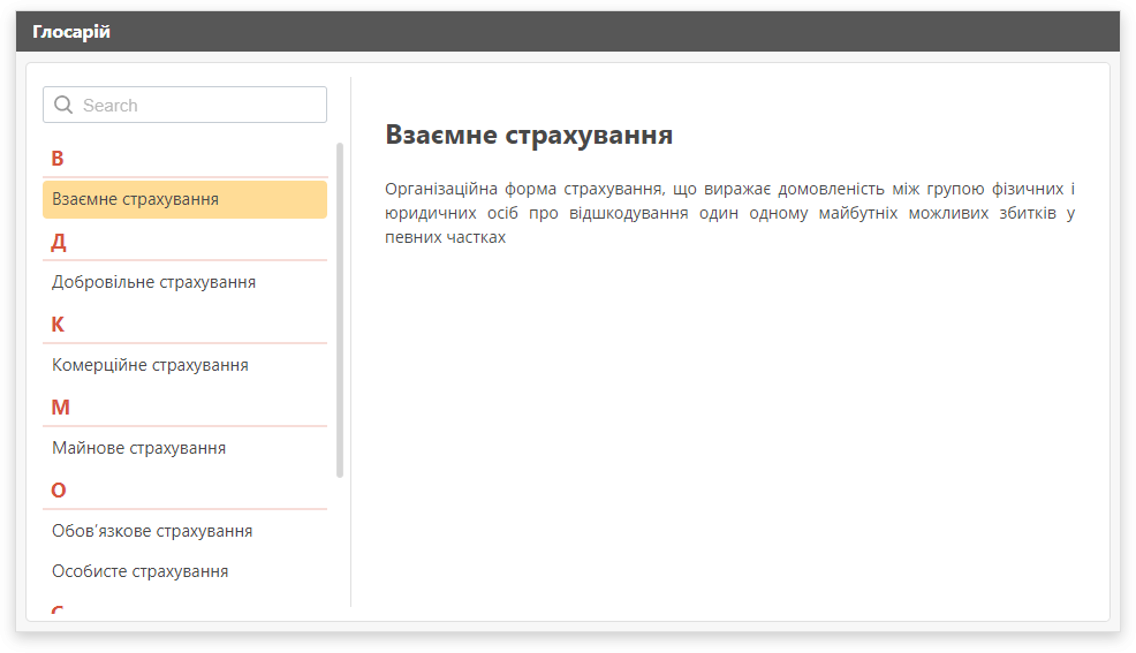 Глосарій
Search
В
Взаємне страхування
Д
Добровільне страхування
К
Комерційне страхування
М
Майнове страхування
О
Обов’язкове страхування
Особисте страхування
Взаємне страхування
Організаційна форма страхування, що виражає домовленість між групою фізичних і
юридичних осіб про відшкодування один одному майбутніх можливих збитків у
певних частках